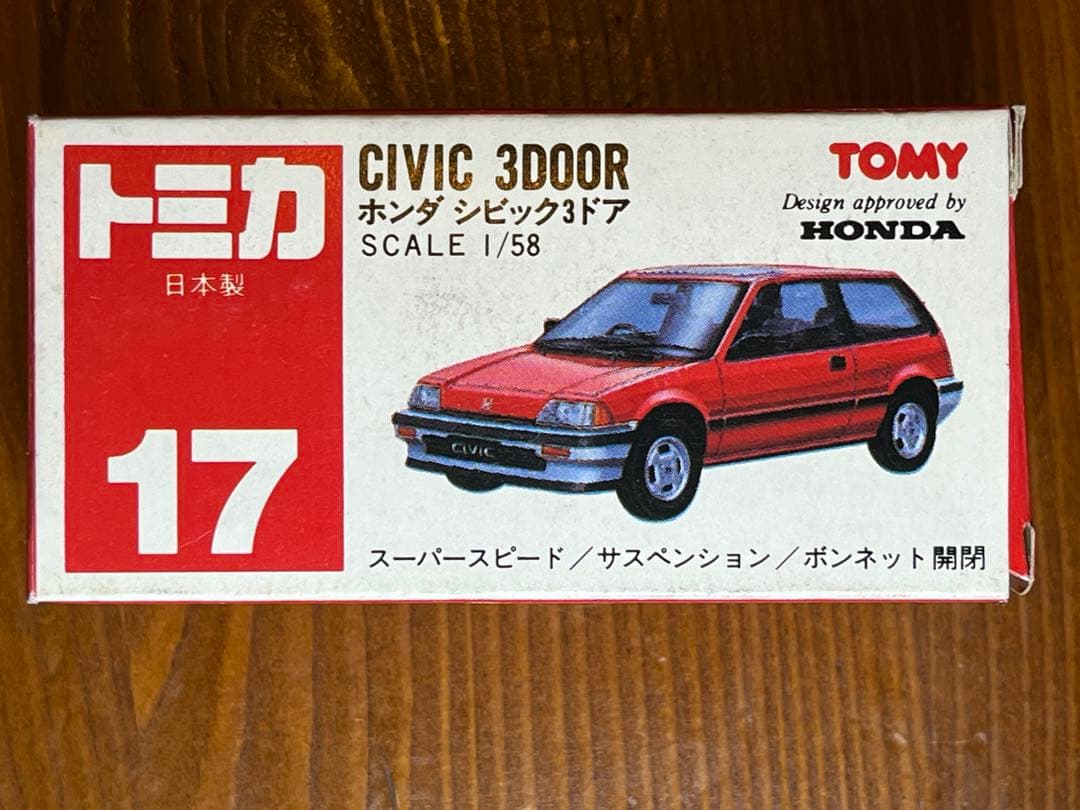 トミカ
日本製
17
CIVIC 3DOOR
ホンダ シビック3ドア
SCALE 1/58
TOMY
Design approved by
HONDA
CIVIC
スーパースピード/サスペンション/ボンネット開閉